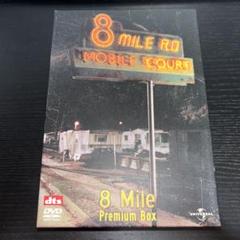 8 MILE RD
MOBILE COURT
8 Mile
Premium Box
dts
DVD
UNIVERSAL